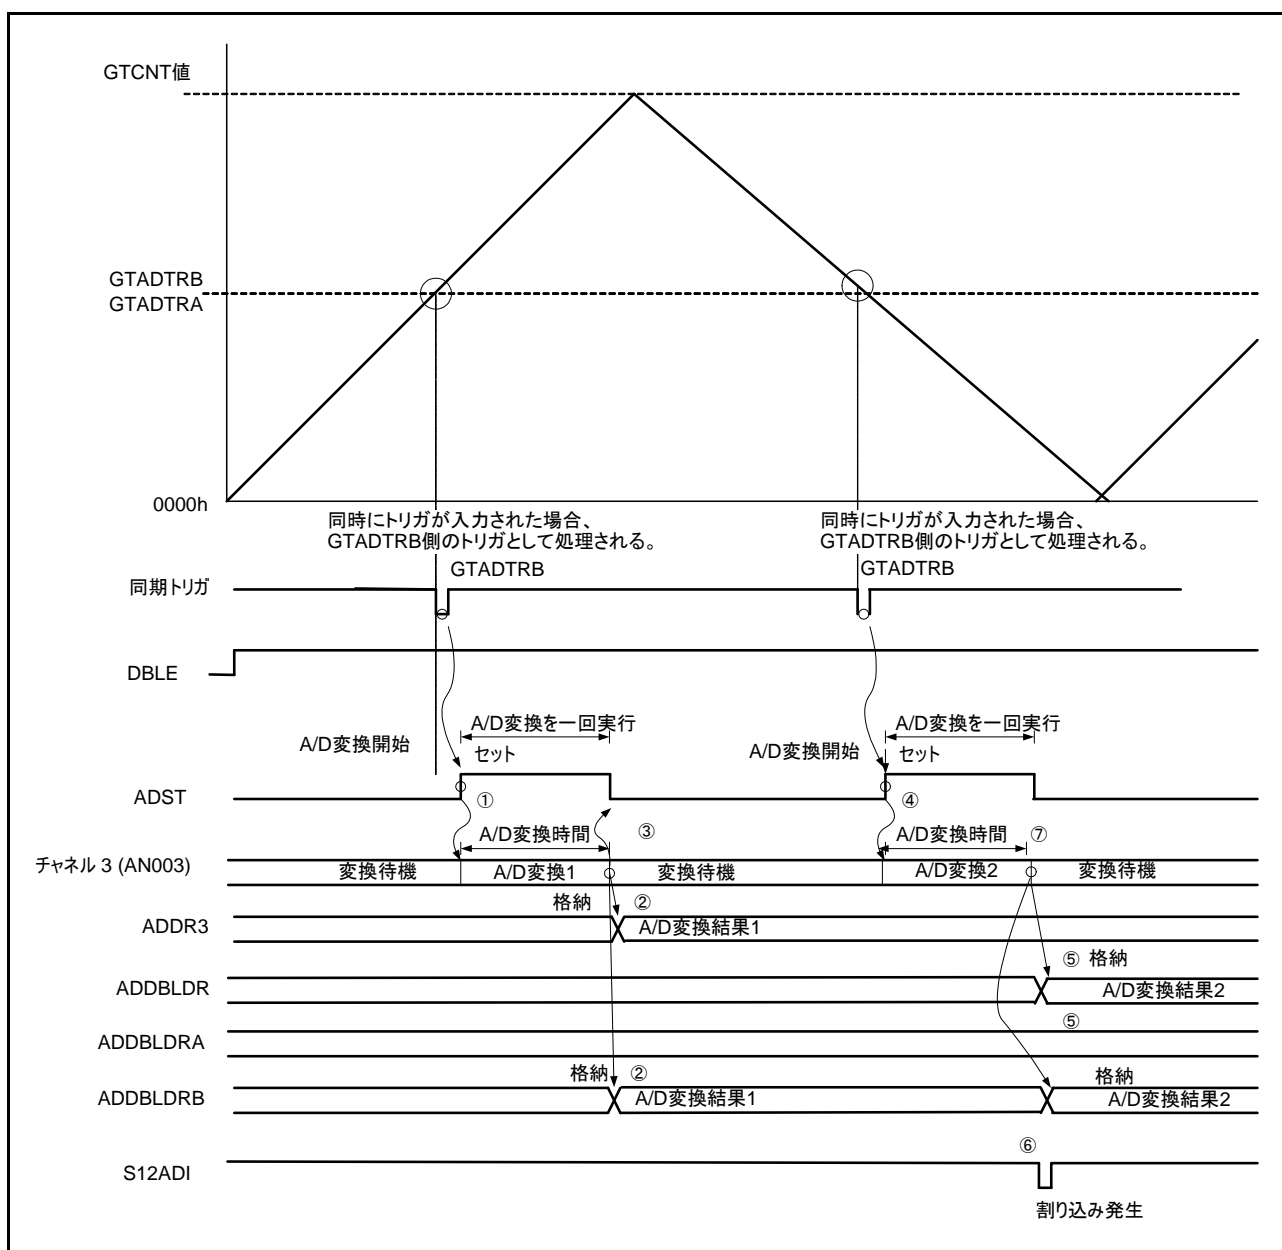 GTCNT値
GTADTRB
GTADTRA
0000h
同時にトリガが入力された場合、
GTADTRB側のトリガとして処理される。
同時にトリガが入力された場合、
GTADTRB側のトリガとして処理される。
同期トリガ
GTADTRB
GTADTRB
DBLE
A/D変換を一回実行
A/D変換を一回実行
A/D変換開始
セット
A/D変換開始
セット
ADST
①
④
A/D変換時間
③
A/D変換時間
⑦
チャネル 3 (AN003)
変換待機
A/D変換1
変換待機
A/D変換2
変換待機
格納
②
ADDR3
A/D変換結果1
⑤ 格納
ADDBLDR
A/D変換結果2
⑤
ADDBLDRA
格納
②
格納
ADDBLDRB
A/D変換結果1
A/D変換結果2
⑥
S12ADI
割り込み発生